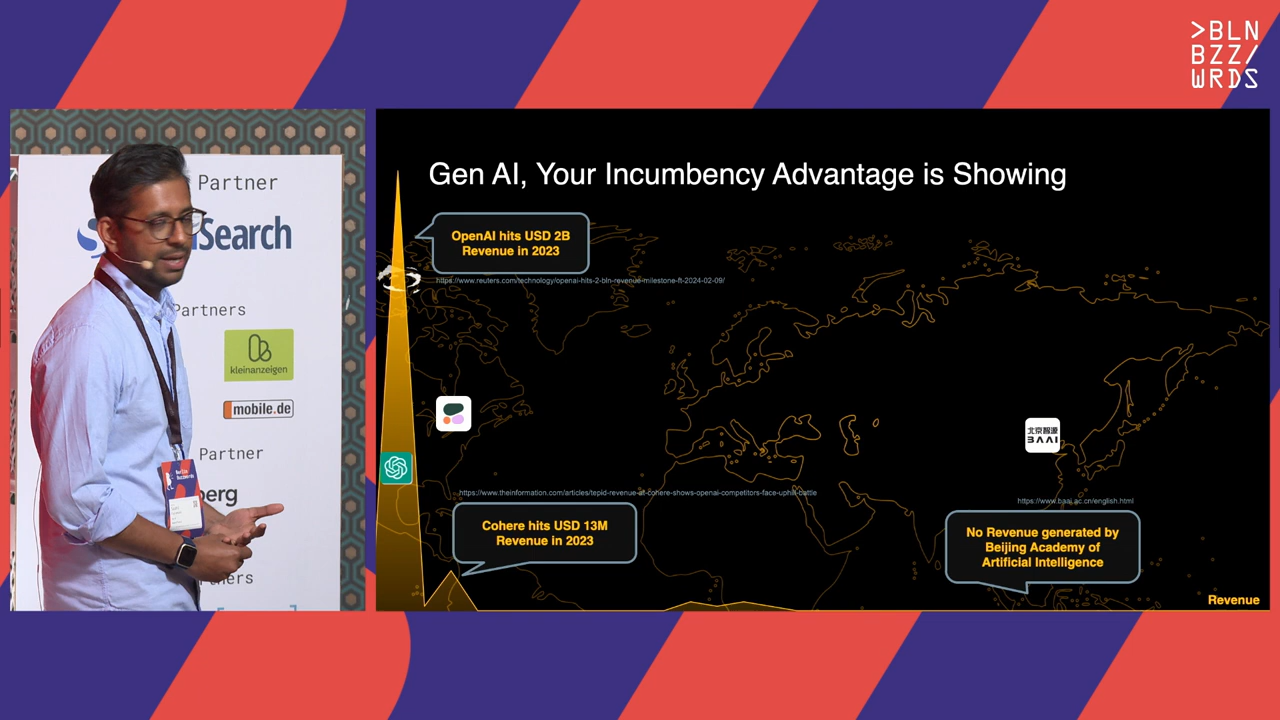 >BLN
BZZ/
WRDS
Partner
Search
Partners
kleinanzeigen
mobile.de
Partner
berg
Gen AI, Your Incumbency Advantage is Showing
OpenAI hits USD 2B
Revenue in 2023
https://www.reuters.com/technology/openai-hits-2-bln-revenue-milestone-ft-2024-02-09/
北京智源
BAAI
https://www.theinformation.com/articles/tepid-revenue-at-cohere-shows-openai-competitors-face-uphill-battle
https://www.baai.ac.cn/english.html
Cohere hits USD 13M
Revenue in 2023
No Revenue generated by
Beijing Academy of
Artificial Intelligence
Revenue